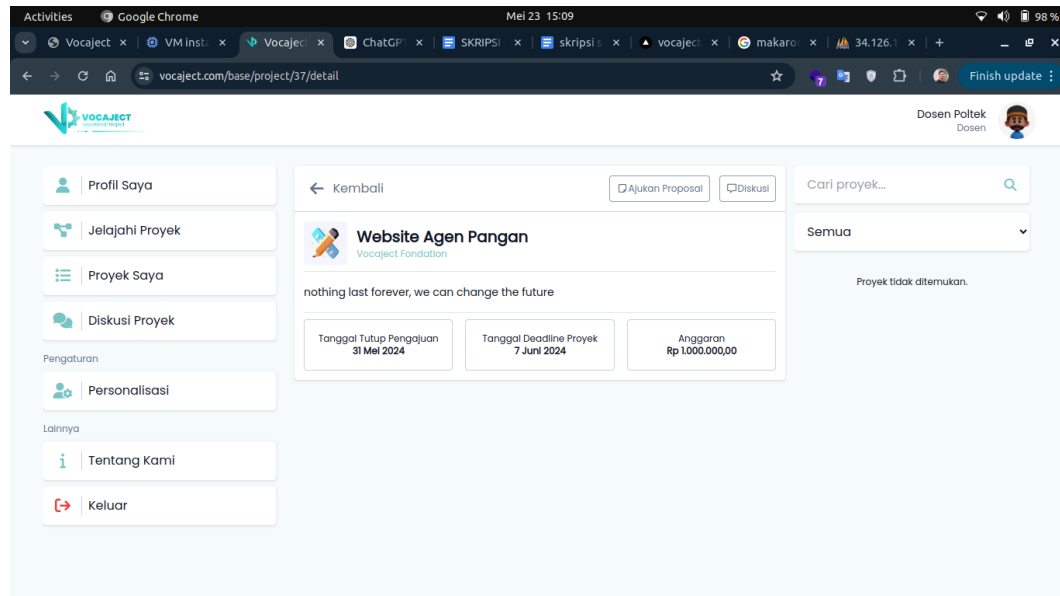 Activities Google Chrome Mei 23 15:09 98 %
Vocaject VM insta Vocaject ChatGPT SKRIPSI skripsi s vocaject makaro 34.126.1
vocaject.com/base/project/37/detail Finish update
VOCAJECT
Dosen Poltek
Dosen
Profil Saya
Jelajahi Proyek
Proyek Saya
Diskusi Proyek
Pengaturan
Personalisasi
Lainnya
Tentang Kami
Keluar
Kembali Ajukan Proposal Diskusi
Website Agen Pangan
Vocaject Fondation
nothing last forever, we can change the future
Tanggal Tutup Pengajuan
31 Mei 2024
Tanggal Deadline Proyek
7 Juni 2024
Anggaran
Rp 1.000.000,00
Cari proyek...
Semua
Proyek tidak ditemukan.